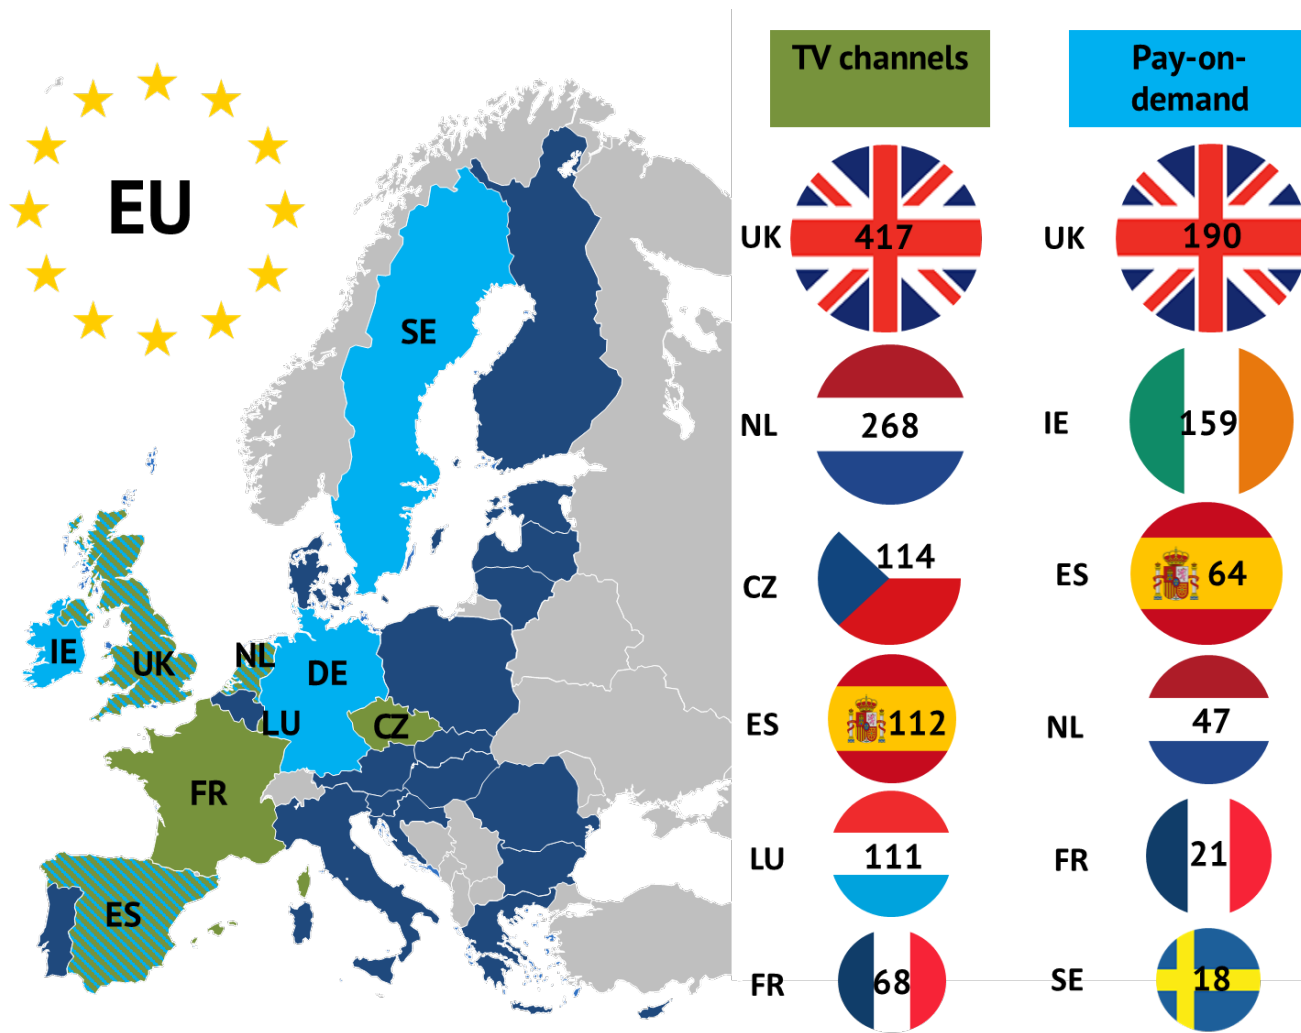 EU
SE
IE
UK
NL
DE
LU
CZ
FR
ES
TV channels
UK 417
NL 268
CZ 114
ES 112
LU 111
FR 68
Pay-on-
demand
UK 190
IE 159
ES 64
NL 47
FR 21
SE 18